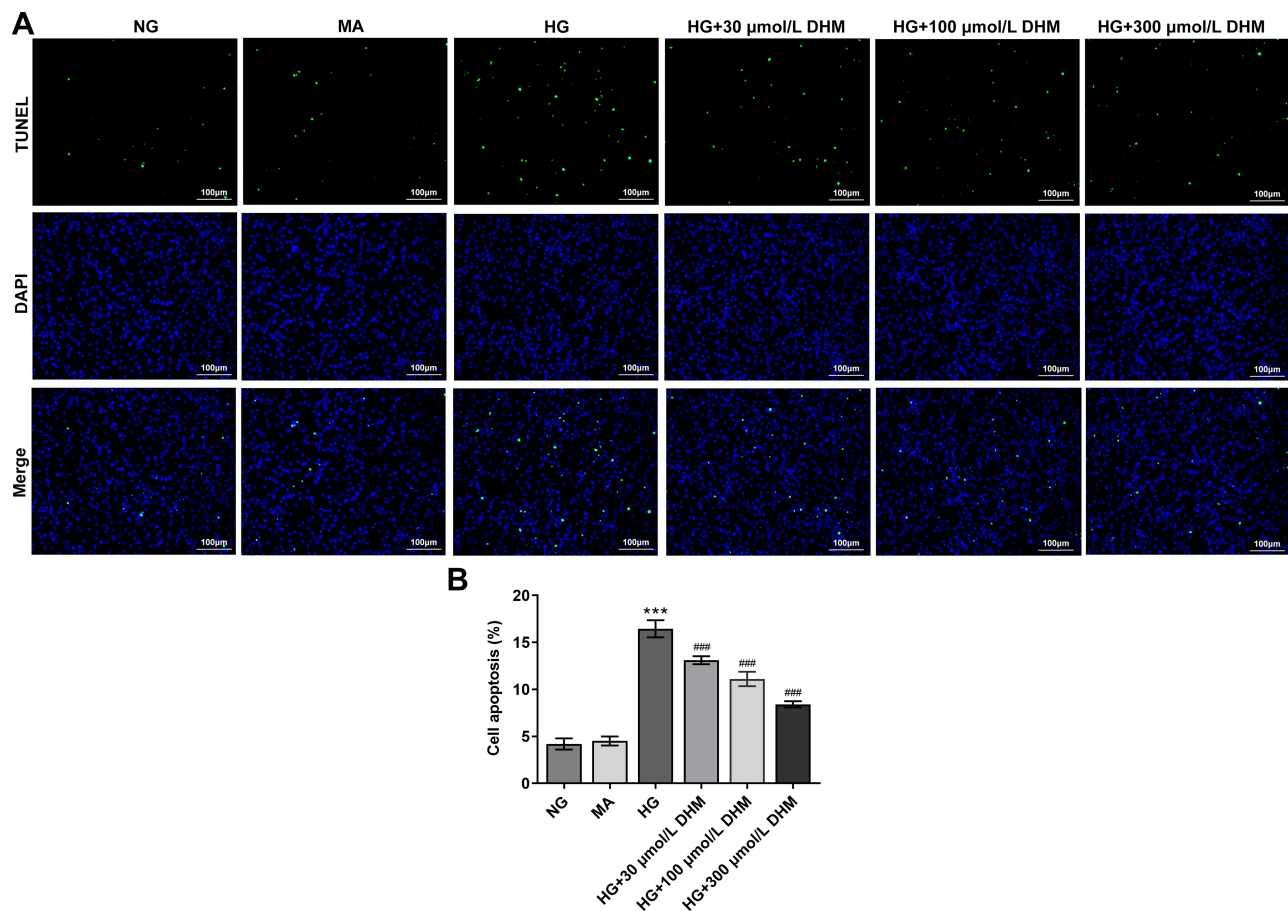 A
NG MA HG HG+30 μmol/L DHM HG+100 μmol/L DHM HG+300 μmol/L DHM
TUNEL
100μm 100μm 100μm 100μm 100μm 100μm
DAPI
100μm 100μm 100μm 100μm 100μm 100μm
Merge
100μm 100μm 100μm 100μm 100μm 100μm
B
Cell apoptosis (%)
20
15
10
5
0
***
###
###
###
NG
MA
HG
HG+30 μmol/L DHM
HG+100 μmol/L DHM
HG+300 μmol/L DHM